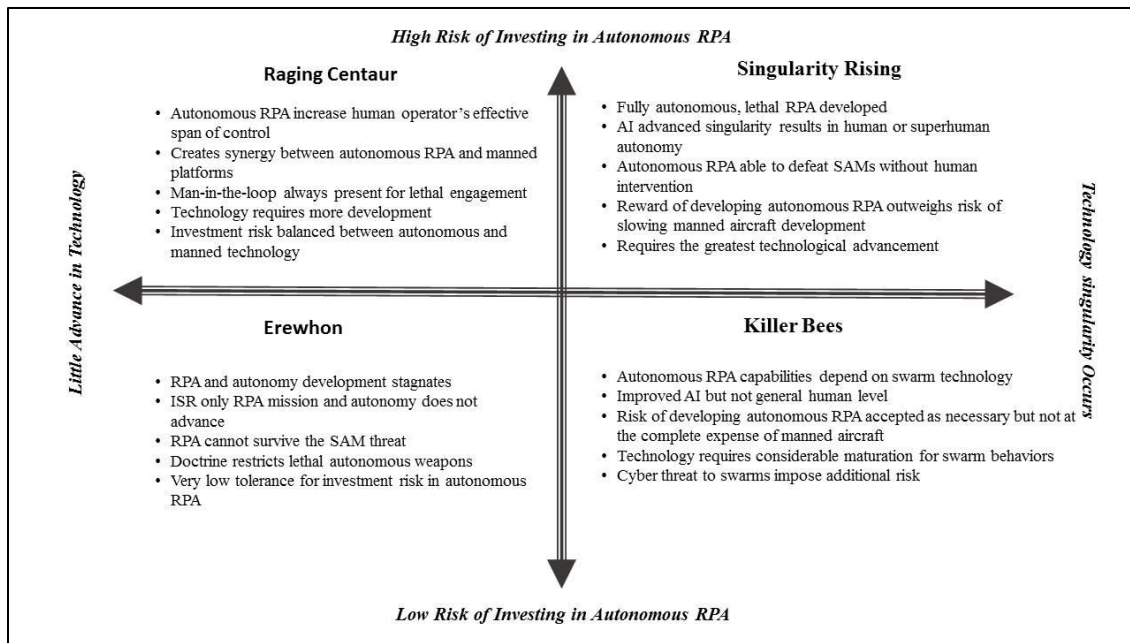 High Risk of Investing in Autonomous RPA
Raging Centaur
• Autonomous RPA increase human operator's effective
span of control
• Creates synergy between autonomous RPA and manned
platforms
• Man-in-the-loop always present for lethal engagement
• Technology requires more development
• Investment risk balanced between autonomous and
manned technology
Singularity Rising
• Fully autonomous, lethal RPA developed
• AI advanced singularity results in human or superhuman
autonomy
• Autonomous RPA able to defeat SAMs without human
intervention
• Reward of developing autonomous RPA outweighs risk of
slowing manned aircraft development
• Requires the greatest technological advancement
Little Advance in Technology
Technology singularity Occurs
Erewhon
• RPA and autonomy development stagnates
• ISR only RPA mission and autonomy does not
advance
• RPA cannot survive the SAM threat
• Doctrine restricts lethal autonomous weapons
• Very low tolerance for investment risk in autonomous
RPA
Killer Bees
• Autonomous RPA capabilities depend on swarm technology
• Improved AI but not general human level
• Risk of developing autonomous RPA accepted as necessary but not at
the complete expense of manned aircraft
• Technology requires considerable maturation for swarm behaviors
• Cyber threat to swarms impose additional risk
Low Risk of Investing in Autonomous RPA